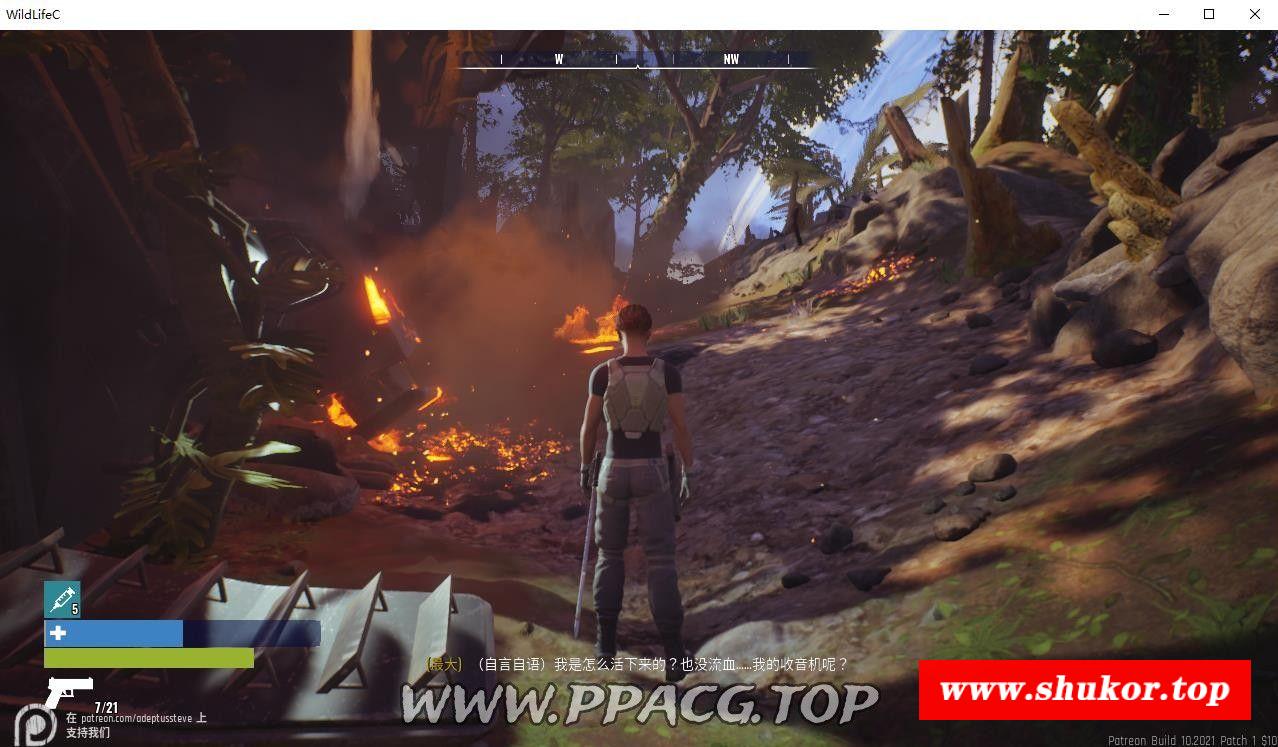 WildLifeC
W
NW
5
(最大) （自言自语）我是怎么活下来的？也没流血……我的收音机呢？
7/21
在 patreon.com/adeptussteve 上
支持我们
WWW.PPACG.TOP
www.shukor.top
Patreon Build 10.2021 Patch 1 $10